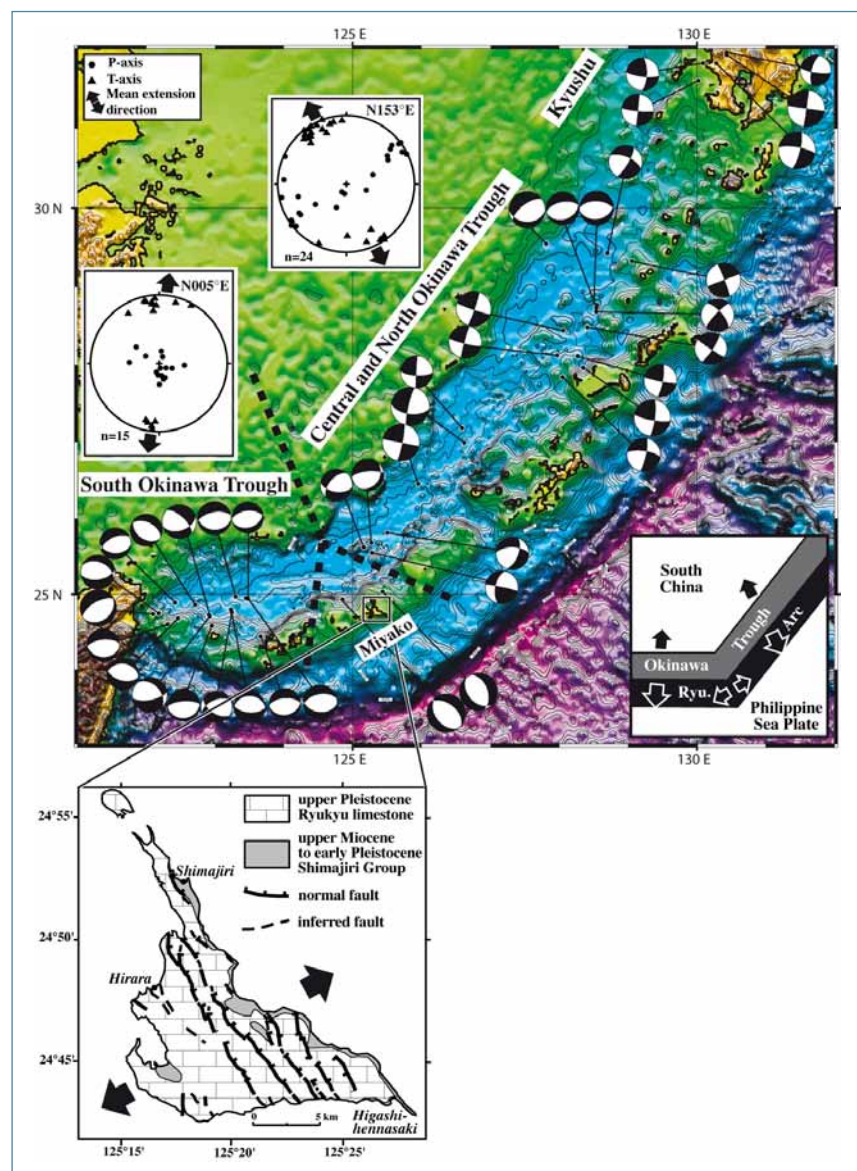 125 E
130 E
P-axis
T-axis
Mean extension
direction
N153°E
n=24
Kyushu
30 N
Central and North Okinawa Trough
N005°E
n=15
South Okinawa Trough
25 N
Miyako
South
China
Trough
Arc
Okinawa
Ryu.
Philippine
Sea Plate
125 E
130 E
24°55'
upper Pleistocene
Ryukyu limestone
upper Miocene
to early Pleistocene
Shimajiri Group
Shimajiri
normal fault
inferred fault
24°50'
Hirara
24°45'
0
5 km
Higashi-
hennasaki
125°15'
125°20'
125°25'